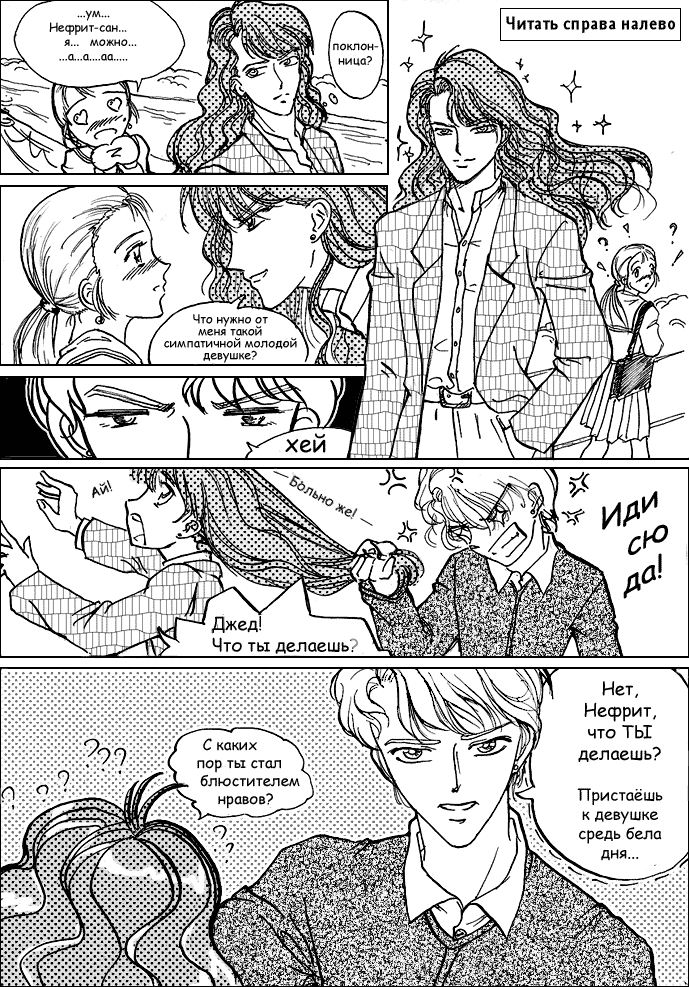 Читать справа налево
поклон-
ница?
...ум...
Нефрит-сан...
я... можно...
...а...а....аа.....
Что нужно от
меня такой
симпатичной молодой
девушке?
хей
Иди
сю
да!
— Больно же! —
Ай!
Джед!
Что ты делаешь?
Нет,
Нефрит,
что ТЫ
делаешь?
Пристаёшь
к девушке
средь бела
дня...
С каких
пор ты стал
блюстителем
нравов?
? ! ? !
???
? ? ?